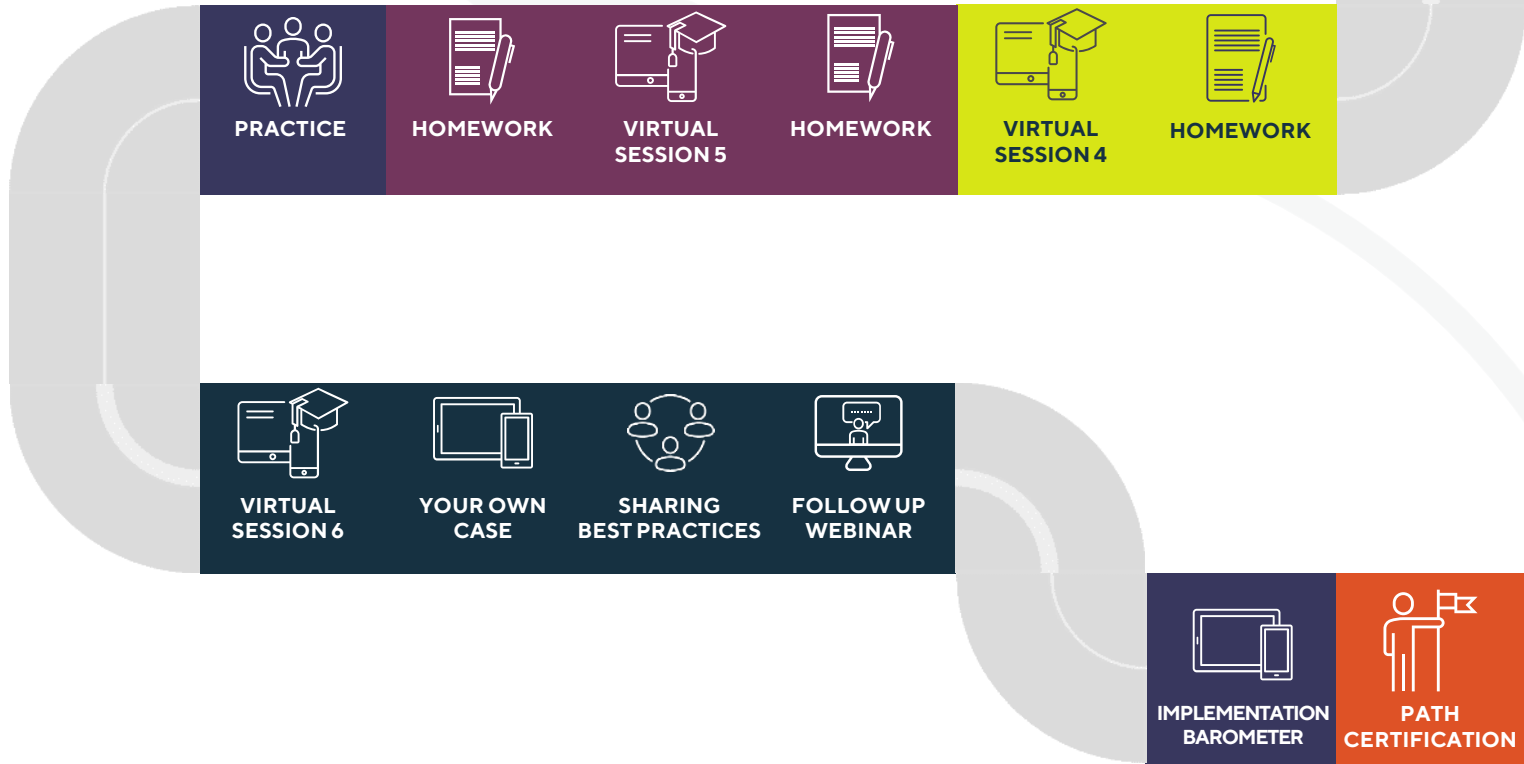 PRACTICE
HOMEWORK
VIRTUAL
SESSION 5
HOMEWORK
VIRTUAL
SESSION 4
HOMEWORK
VIRTUAL
SESSION 6
YOUR OWN
CASE
SHARING
BEST PRACTICES
FOLLOW UP
WEBINAR
IMPLEMENTATION
BAROMETER
PATH
CERTIFICATION